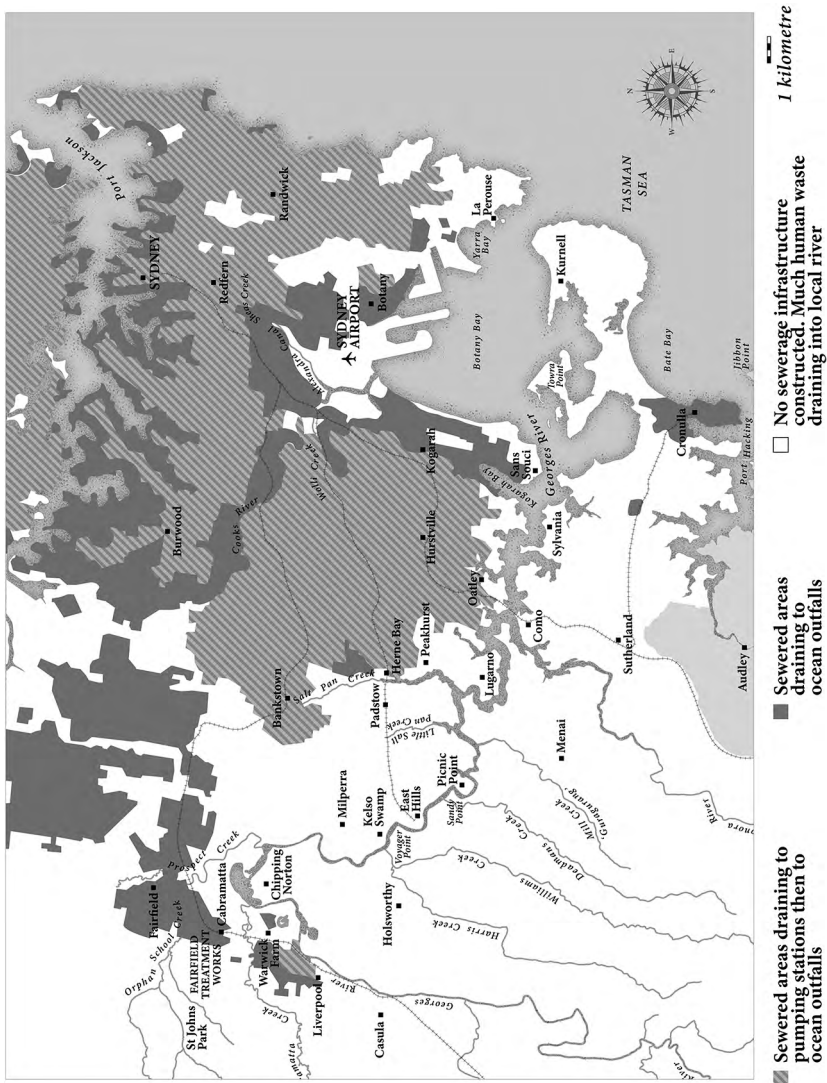 Port Jackson
SYDNEY
Randwick
Redfern
Sheas Creek
Alexandra Canal
SYDNEY
AIRPORT
Botany
La
Perouse
Yarra
Bay
Botany Bay
TASMAN
SEA
N
E
S
W
Kurnell
Towra
Point
Bate Bay
Jibbon
Point
Port Hacking
Cronulla
Burwood
Cooks River
Wolli Creek
Kogarah
Hurstville
Kogarah Bay
Sans
Souci
Georges River
Sylvania
Oatley
Como
Sutherland
Audley
Bankstown
Salt Pan Creek
Herne Bay
Peakhurst
Lugarno
Padstow
Little Salt
Pan Creek
Milperra
Kelso
Swamp
East
Hills
Picnic
Point
Sandy
Point
Voyager
Point
Menai
Mill Creek
Deadmans
Creek
Williams
Creek
Harris Creek
Holsworthy
River
Fairfield
Prospect Creek
Orphan School Creek
Cabramatta
FAIRFIELD
TREATMENT
WORKS
Chipping
Norton
Warwick
Farm
Liverpool
St Johns
Park
amatta
Creek
Georges
River
Casula
River
onora
Sewered areas draining to
pumping stations then to
ocean outfalls
Sewered areas
draining to
ocean outfalls
No sewerage infrastructure
constructed. Much human waste
draining into local river
1 kilometre